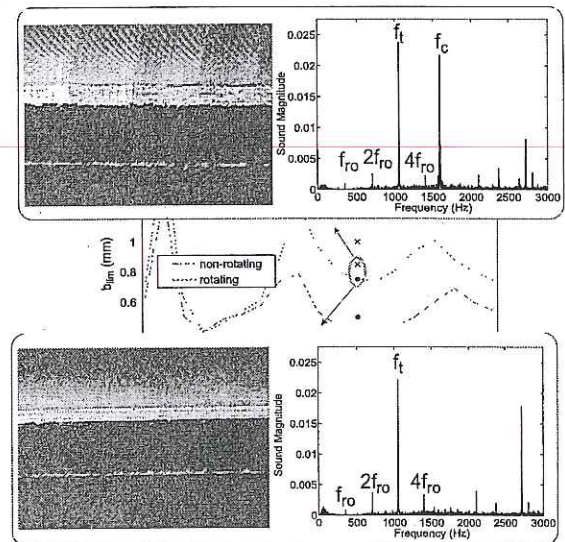 f_t
f_c
Sound Magnitude
0.025
0.02
0.015
0.01
0.005
0
f_ro 2f_ro 4f_ro
0 500 1000 1500 2000 2500 3000
Frequency (Hz)
b_lim (mm)
1
0.8
0.6
non-rotating
rotating
f_t
Sound Magnitude
0.025
0.02
0.015
0.01
0.005
0
f_ro 2f_ro 4f_ro
0 500 1000 1500 2000 2500 3000
Frequency (Hz)